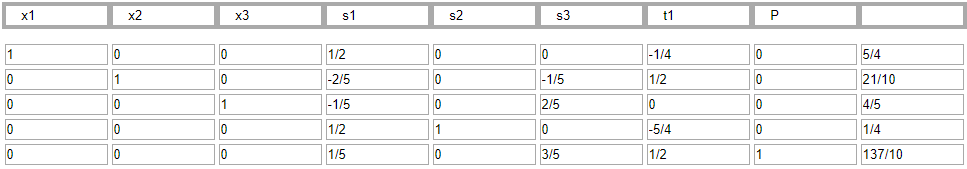 x1 x2 x3 s1 s2 s3 t1 P
1 0 0 1/2 0 0 -1/4 0 5/4
0 1 0 -2/5 0 -1/5 1/2 0 21/10
0 0 1 -1/5 0 2/5 0 0 4/5
0 0 0 1/2 1 0 -5/4 0 1/4
0 0 0 1/5 0 3/5 1/2 1 137/10